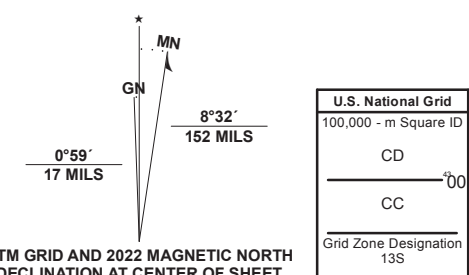 ★
MN
GN
8°32´
152 MILS
0°59´
17 MILS
TM GRID AND 2022 MAGNETIC NORTH
DECLINATION AT CENTER OF SHEET
U.S. National Grid
100,000 - m Square ID
CD
4300
CC
Grid Zone Designation
13S